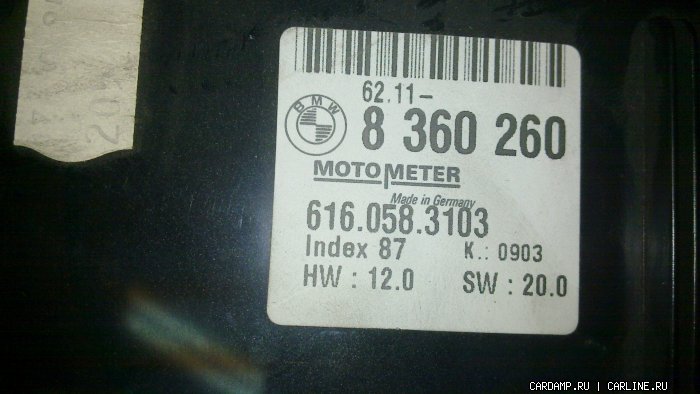 62.11-
BMW
8 360 260
MOTOMETER
Made in Germany
616.058.3103
Index 87 K.: 0903
HW : 12.0 SW : 20.0
CARDAMP.RU | CARLINE.RU